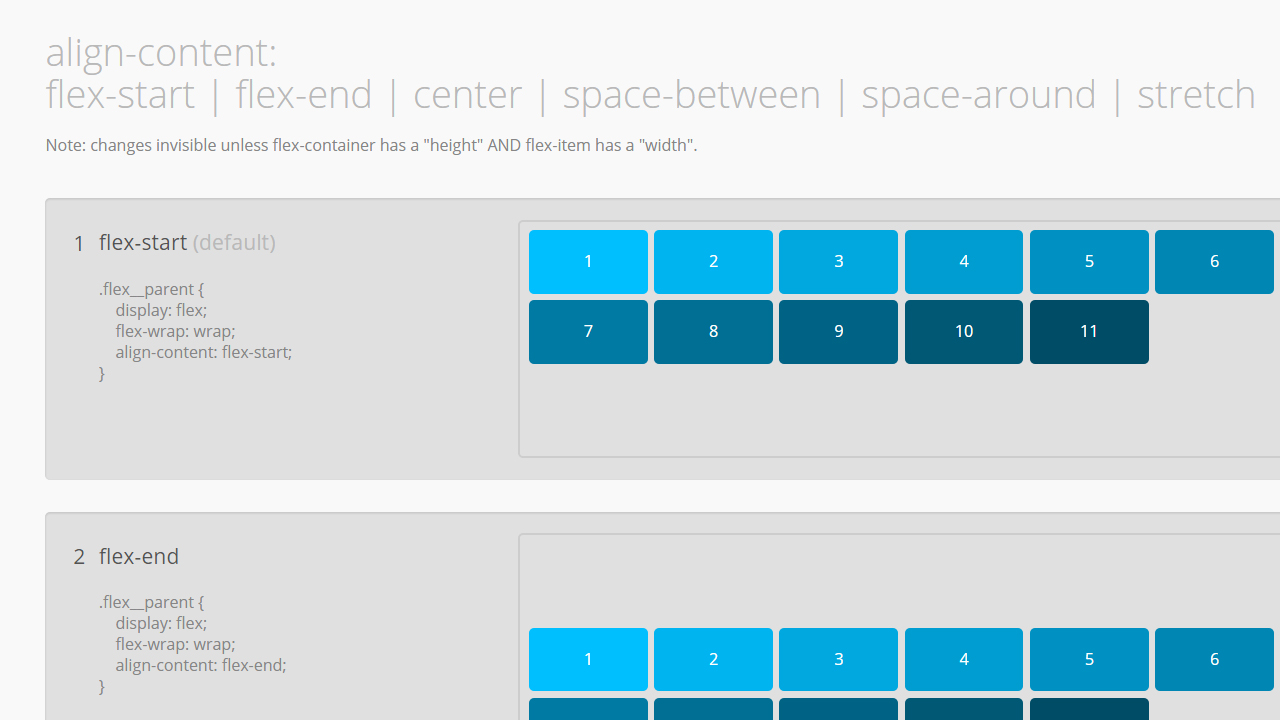 align-content:
flex-start | flex-end | center | space-between | space-around | stretch
Note: changes invisible unless flex-container has a "height" AND flex-item has a "width".
1 flex-start (default)
.flex__parent {
display: flex;
flex-wrap: wrap;
align-content: flex-start;
}
1 2 3 4 5 6
7 8 9 10 11
2 flex-end
.flex__parent {
display: flex;
flex-wrap: wrap;
align-content: flex-end;
}
1 2 3 4 5 6